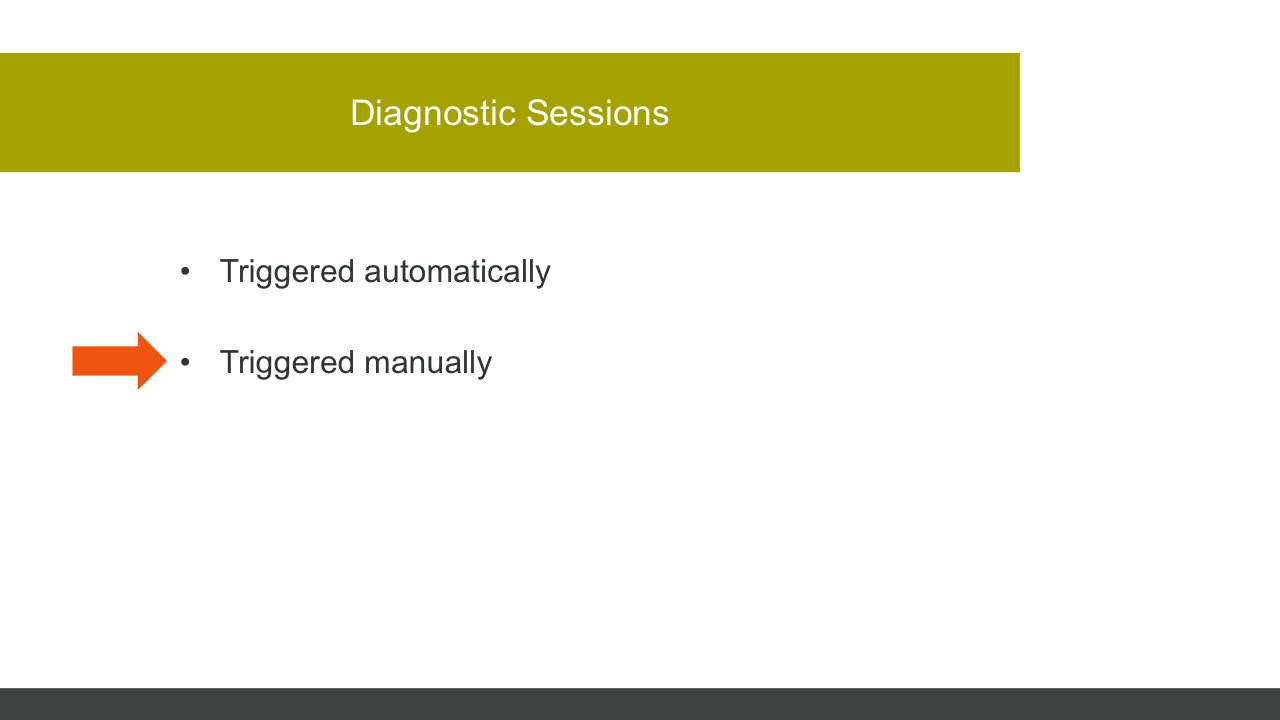 Diagnostic Sessions
• Triggered automatically
• Triggered manually